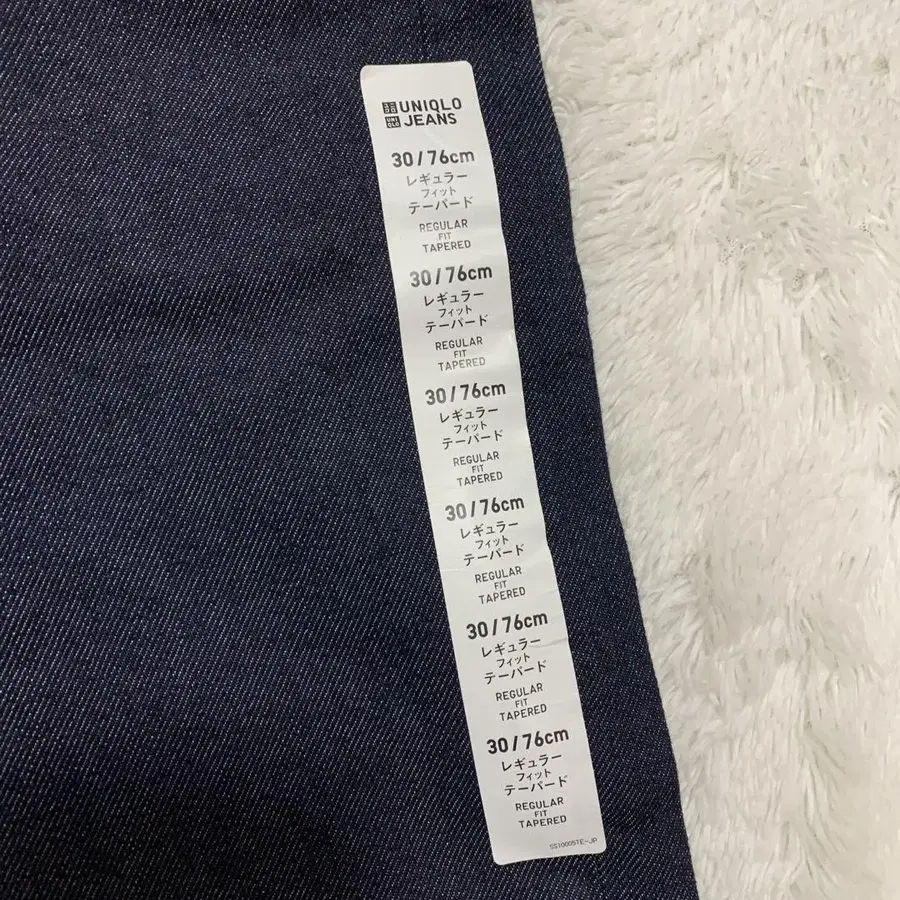 UNIQLO
UNI
QLO
JEANS
30/76cm
レギュラー
フィット
テーパード
REGULAR
FIT
TAPERED
30/76cm
レギュラー
フィット
テーパード
REGULAR
FIT
TAPERED
30/76cm
レギュラー
フィット
テーパード
REGULAR
FIT
TAPERED
30/76cm
レギュラー
フィット
テーパード
REGULAR
FIT
TAPERED
30/76cm
レギュラー
フィット
テーパード
REGULAR
FIT
TAPERED
30/76cm
レギュラー
フィット
テーパード
REGULAR
FIT
TAPERED
SS1000STE-JP